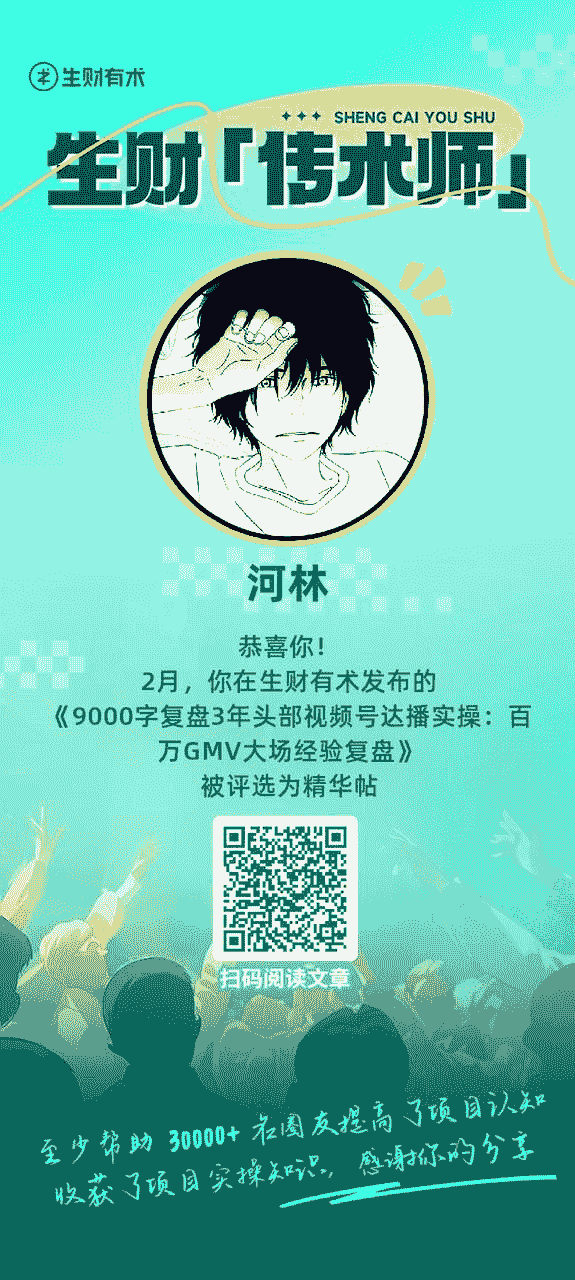 生财有术
SHENG CAI YOU SHU
生财「传术师」
河林
恭喜你！
2月，你在生财有术发布的
《9000字复盘3年头部视频号达播实操：百
万GMV大场经验复盘》
被评选为精华帖
扫码阅读文章
至少帮助 30000+ 名圈友提高了项目认知
收获了项目实操知识，感谢你的分享